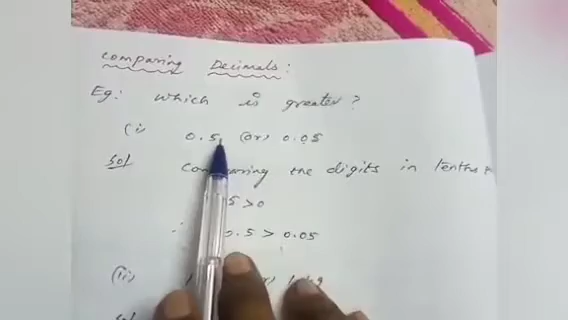 Comparing Decimals:
Eg: Which is greater?
(i) 0.5 (or) 0.05
Sol Comparing the digits in tenths
5 > 0
∴ 0.5 > 0.05
(ii)
Sol